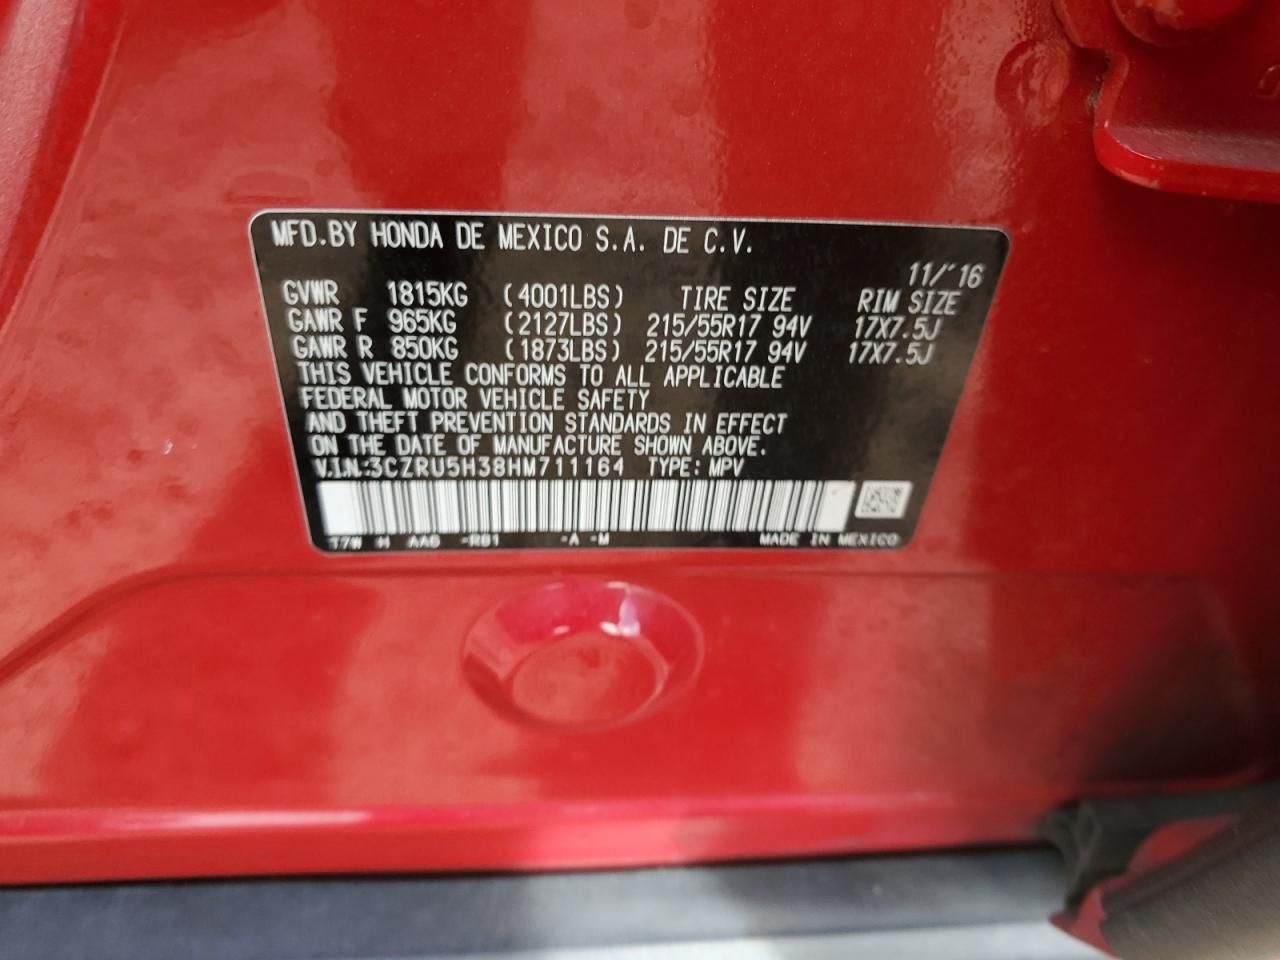 MFD.BY HONDA DE MEXICO S.A. DE C.V.
11/'16
GVWR 1815KG (4001LBS) TIRE SIZE RIM SIZE
GAWR F 965KG (2127LBS) 215/55R17 94V 17X7.5J
GAWR R 850KG (1873LBS) 215/55R17 94V 17X7.5J
THIS VEHICLE CONFORMS TO ALL APPLICABLE
FEDERAL MOTOR VEHICLE SAFETY
AND THEFT PREVENTION STANDARDS IN EFFECT
ON THE DATE OF MANUFACTURE SHOWN ABOVE.
V.I.N.:3CZRU5H38HM711164 TYPE: MPV
T7W H AA6 -R81 -A -M MADE IN MEXICO